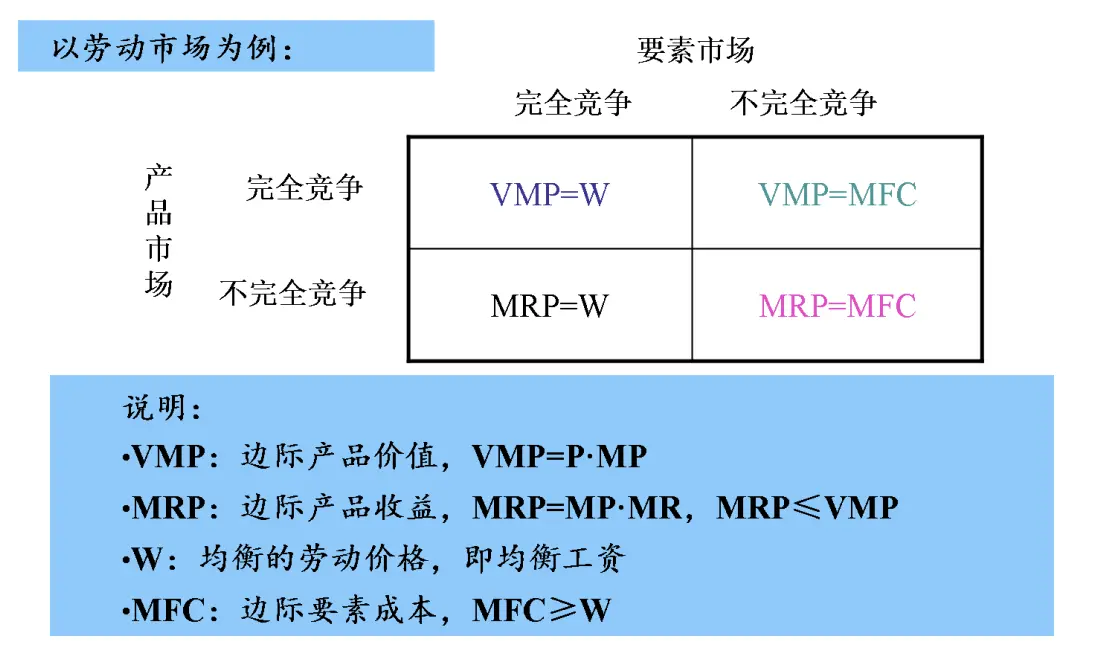 以劳动市场为例：
要素市场
完全竞争 不完全竞争
产品市场
完全竞争 VMP=W VMP=MFC
不完全竞争 MRP=W MRP=MFC
说明：
·VMP：边际产品价值，VMP=P·MP
·MRP：边际产品收益，MRP=MP·MR，MRP≤VMP
·W：均衡的劳动价格，即均衡工资
·MFC：边际要素成本，MFC≥W